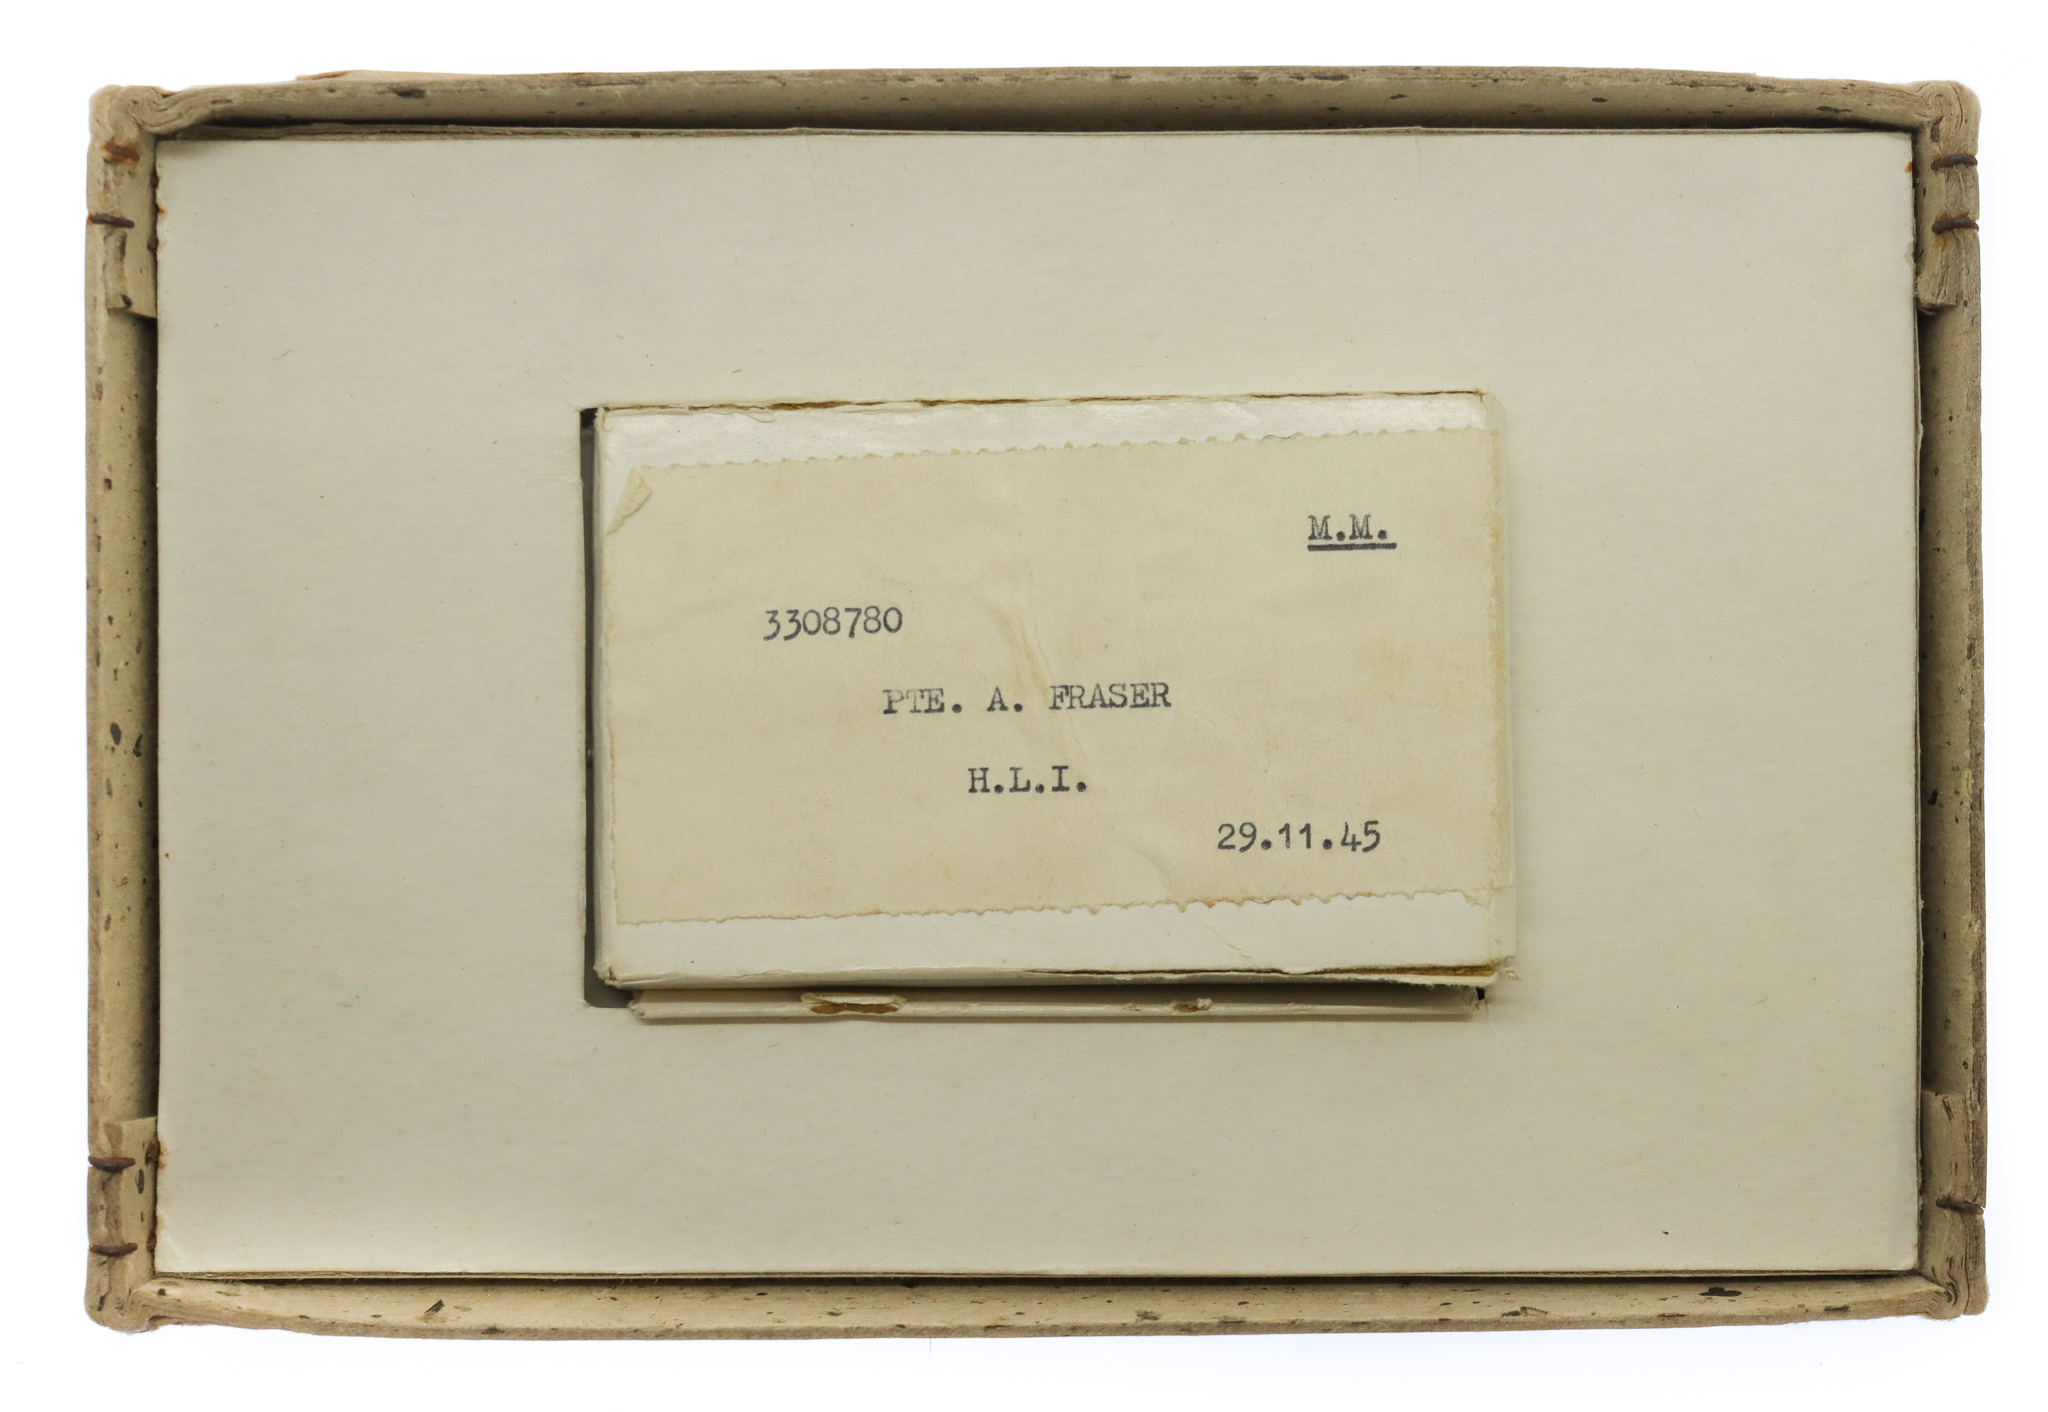 M.M.
3308780
PTE. A. FRASER
H.L.I.
29.11.45